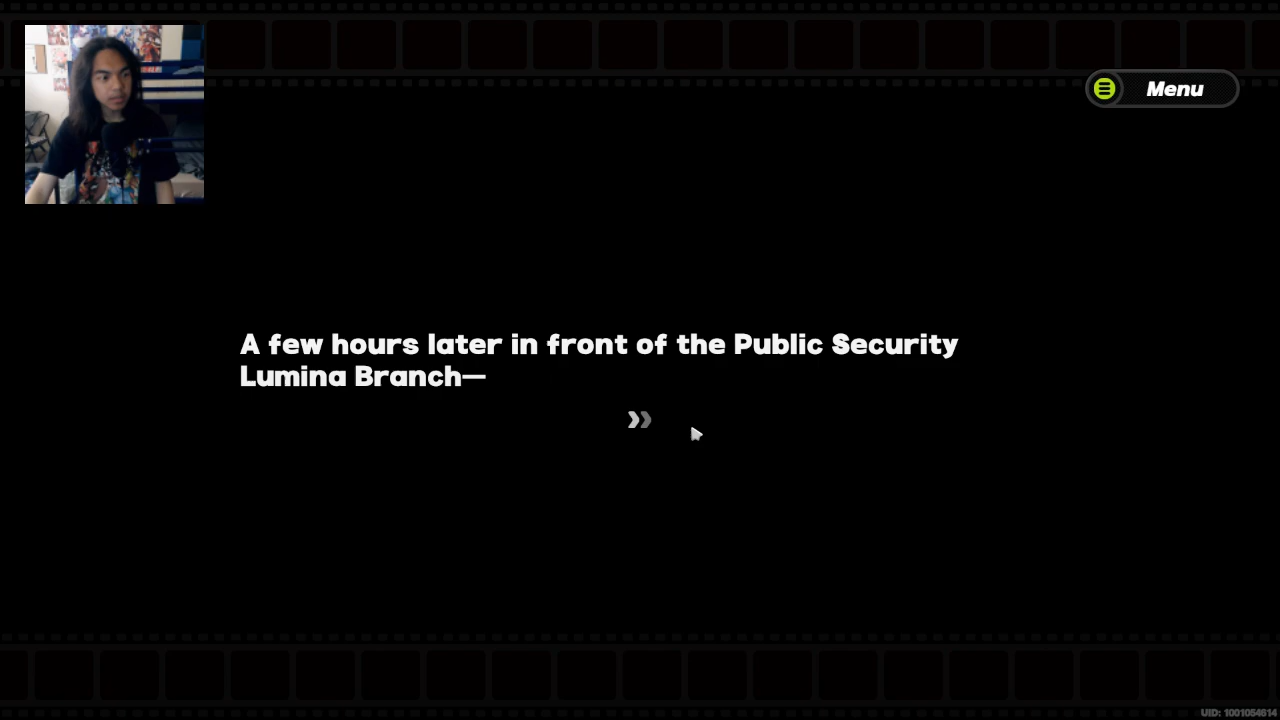 Menu
A few hours later in front of the Public Security
Lumina Branch—
UID: 1001054614